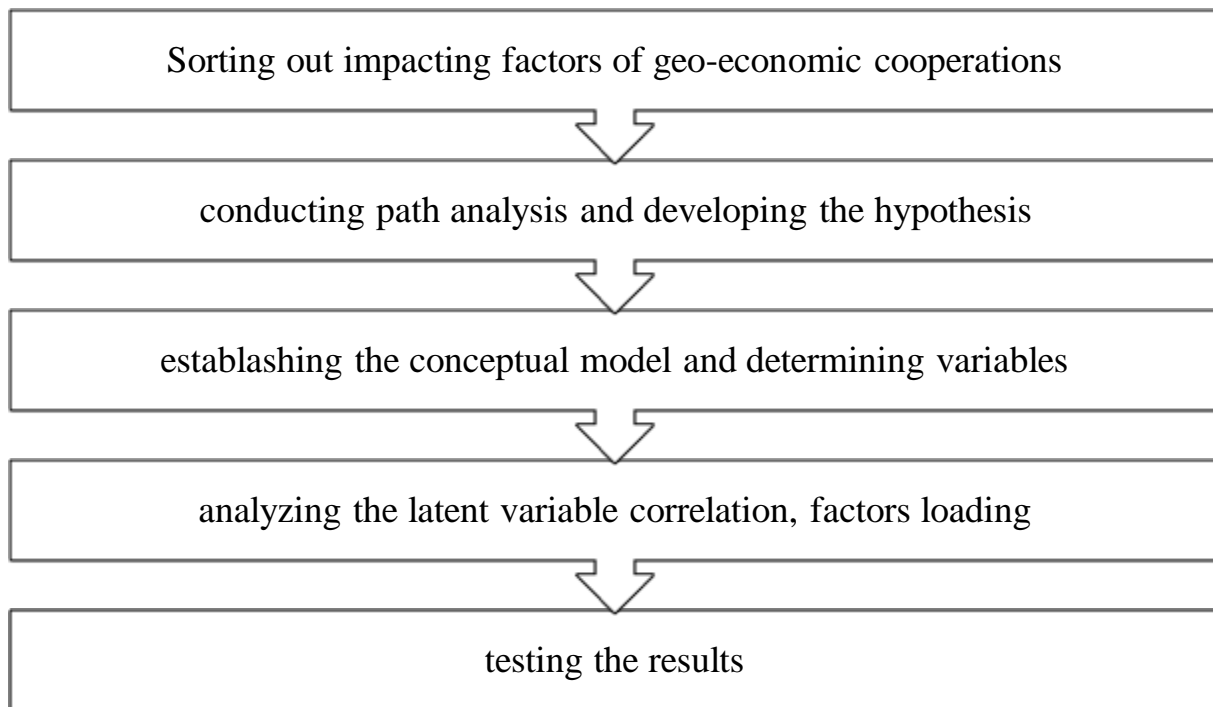 Sorting out impacting factors of geo-economic cooperations
conducting path analysis and developing the hypothesis
establashing the conceptual model and determining variables
analyzing the latent variable correlation, factors loading
testing the results